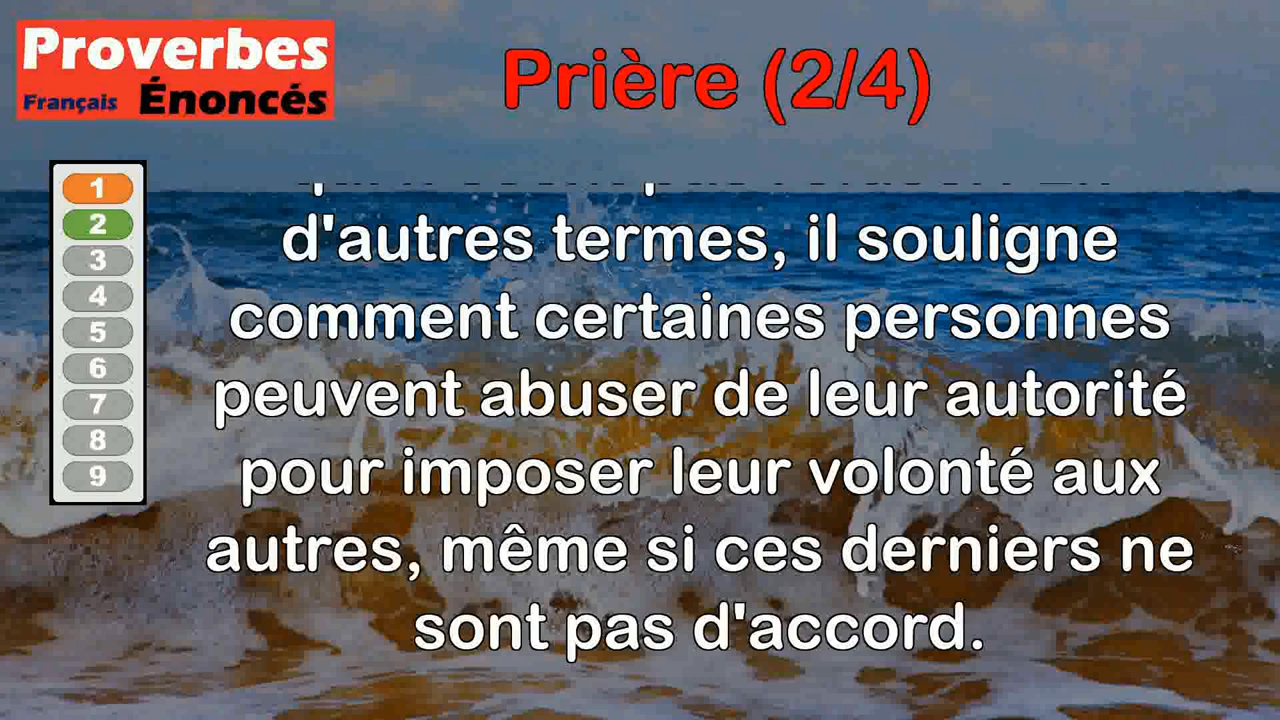 Proverbes
Français Énoncés
Prière (2/4)
1
2
3
4
5
6
7
8
9
d'autres termes, il souligne
comment certaines personnes
peuvent abuser de leur autorité
pour imposer leur volonté aux
autres, même si ces derniers ne
sont pas d'accord.